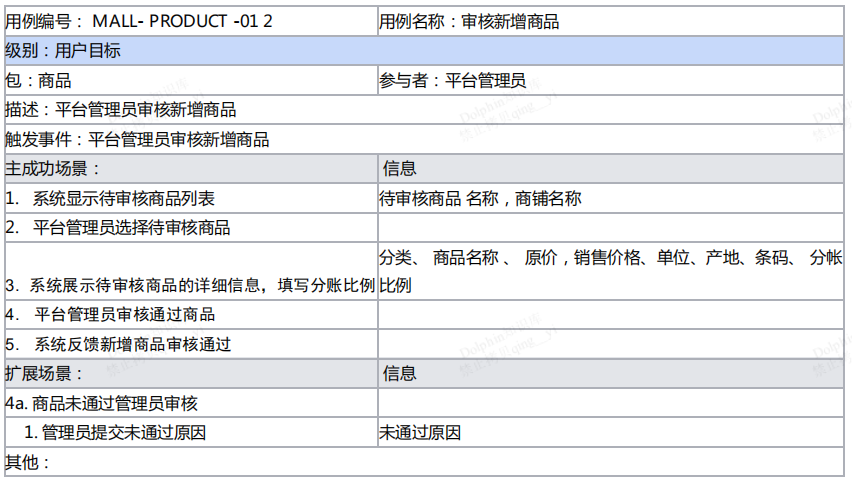 用例编号： MALL- PRODUCT -01 2 用例名称：审核新增商品
级别：用户目标
包：商品 参与者：平台管理员
描述：平台管理员审核新增商品
触发事件：平台管理员审核新增商品
主成功场景： 信息
1. 系统显示待审核商品列表 待审核商品 名称，商铺名称
2. 平台管理员选择待审核商品
分类、 商品名称 、 原价，销售价格、单位、产地、条码、 分帐
3. 系统展示待审核商品的详细信息，填写分账比例 比例
4. 平台管理员审核通过商品
5. 系统反馈新增商品审核通过
扩展场景： 信息
4a. 商品未通过管理员审核
1. 管理员提交未通过原因 未通过原因
其他：